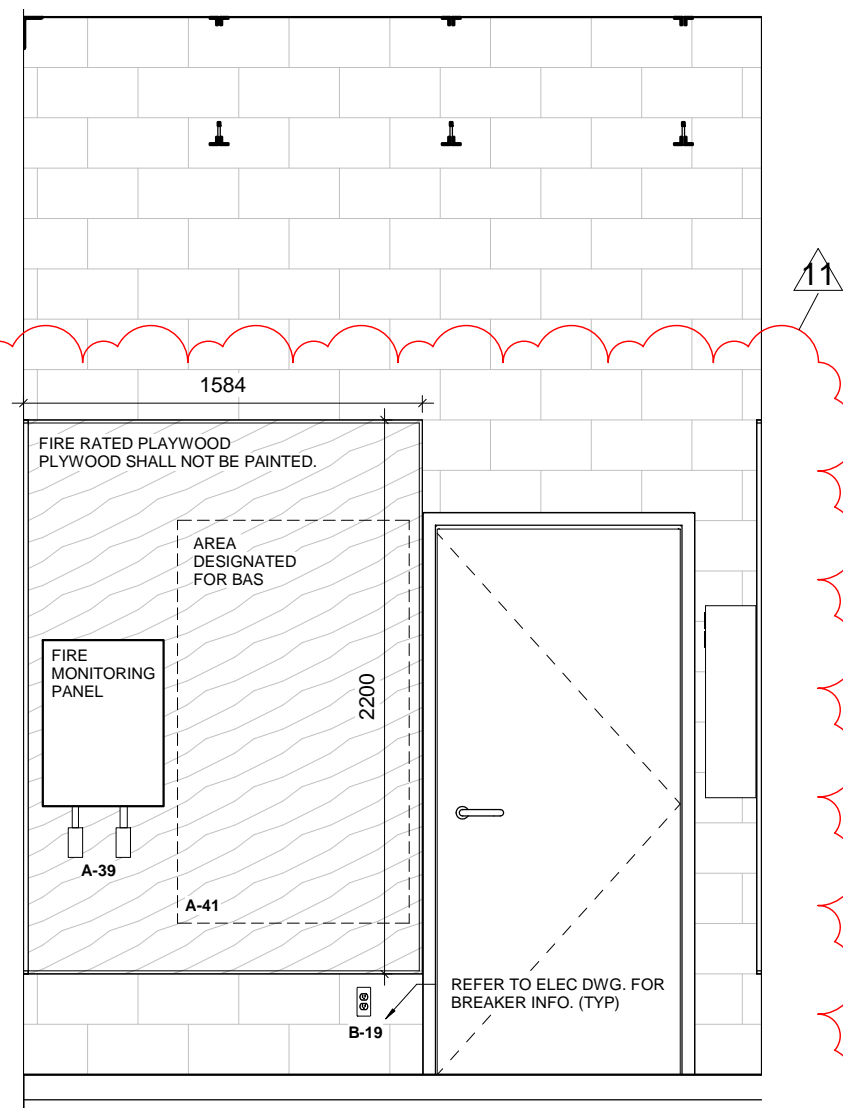 11
1584
FIRE RATED PLAYWOOD
PLYWOOD SHALL NOT BE PAINTED.
AREA
DESIGNATED
FOR BAS
FIRE
MONITORING
PANEL
2200
A-39
A-41
REFER TO ELEC DWG. FOR
BREAKER INFO. (TYP)
B-19